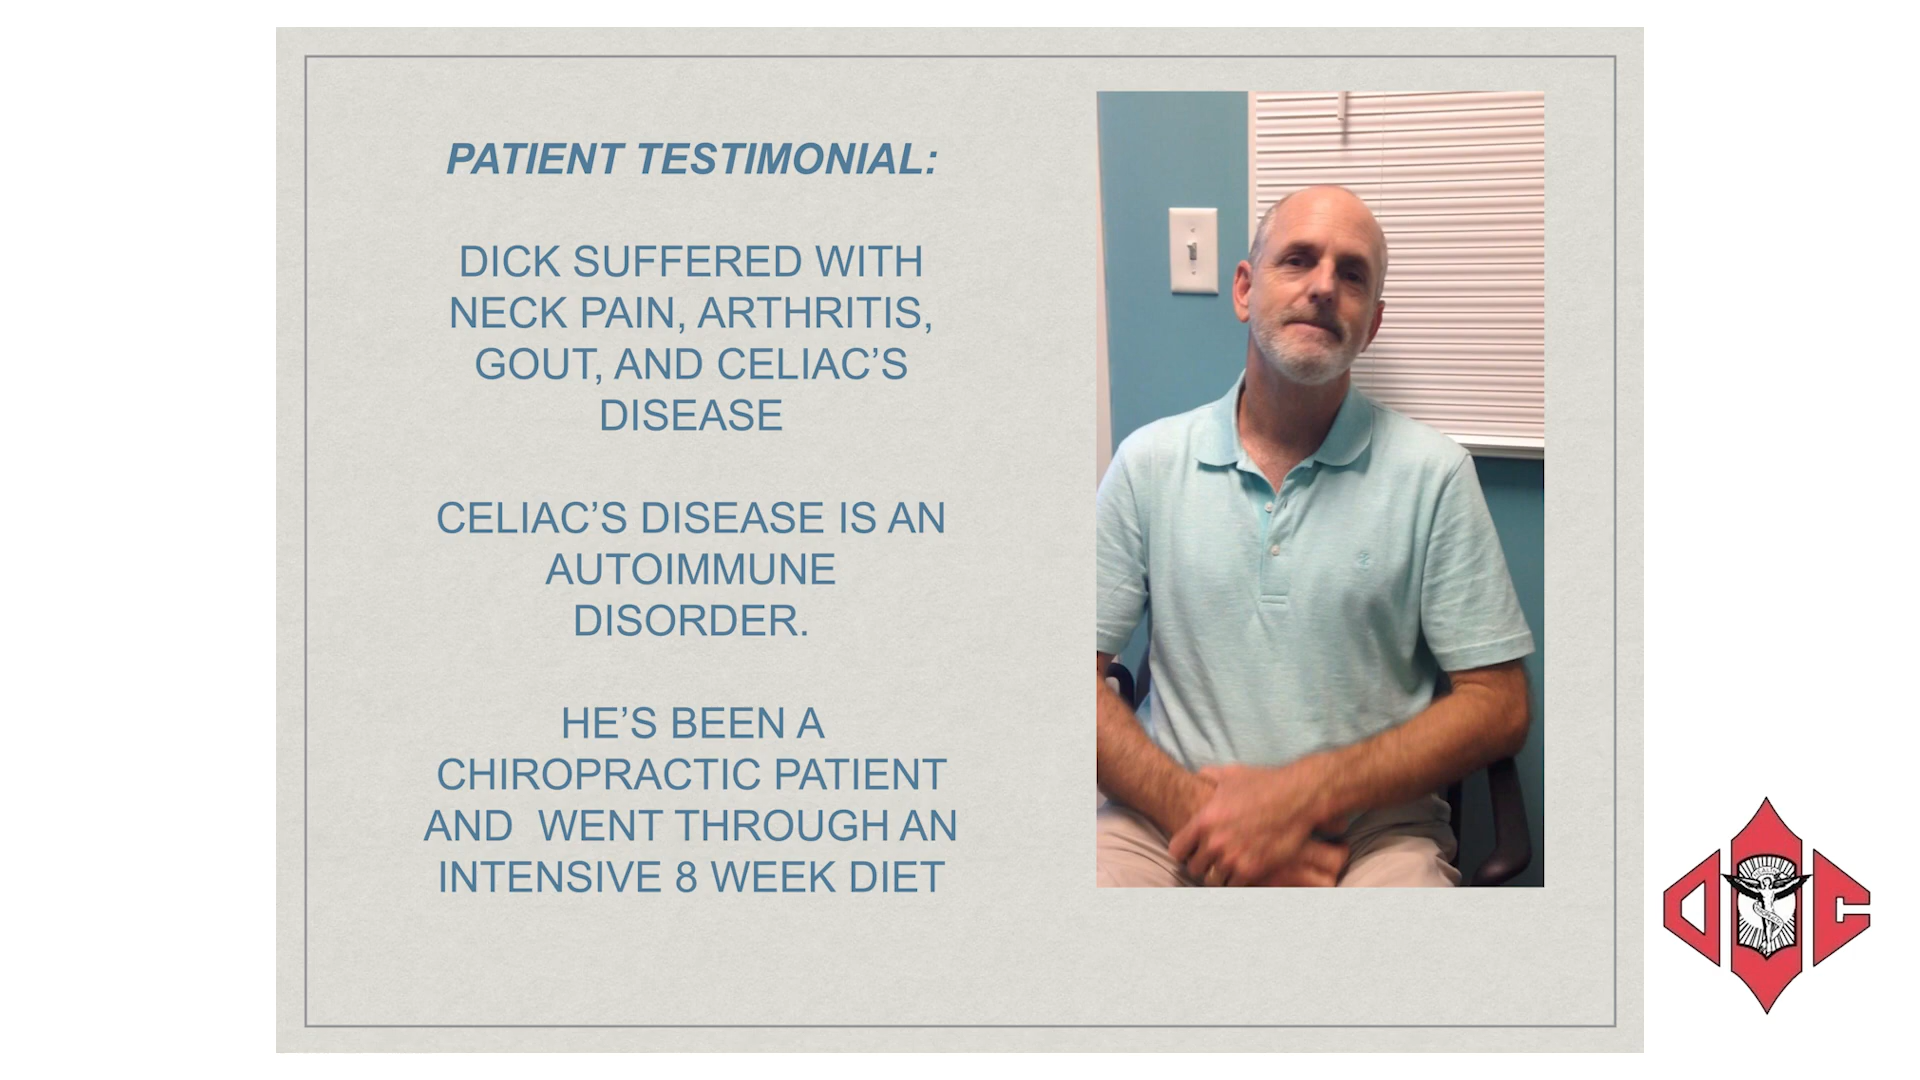 PATIENT TESTIMONIAL:
DICK SUFFERED WITH
NECK PAIN, ARTHRITIS,
GOUT, AND CELIAC’S
DISEASE
CELIAC’S DISEASE IS AN
AUTOIMMUNE
DISORDER.
HE’S BEEN A
CHIROPRACTIC PATIENT
AND  WENT THROUGH AN
INTENSIVE 8 WEEK DIET
D C